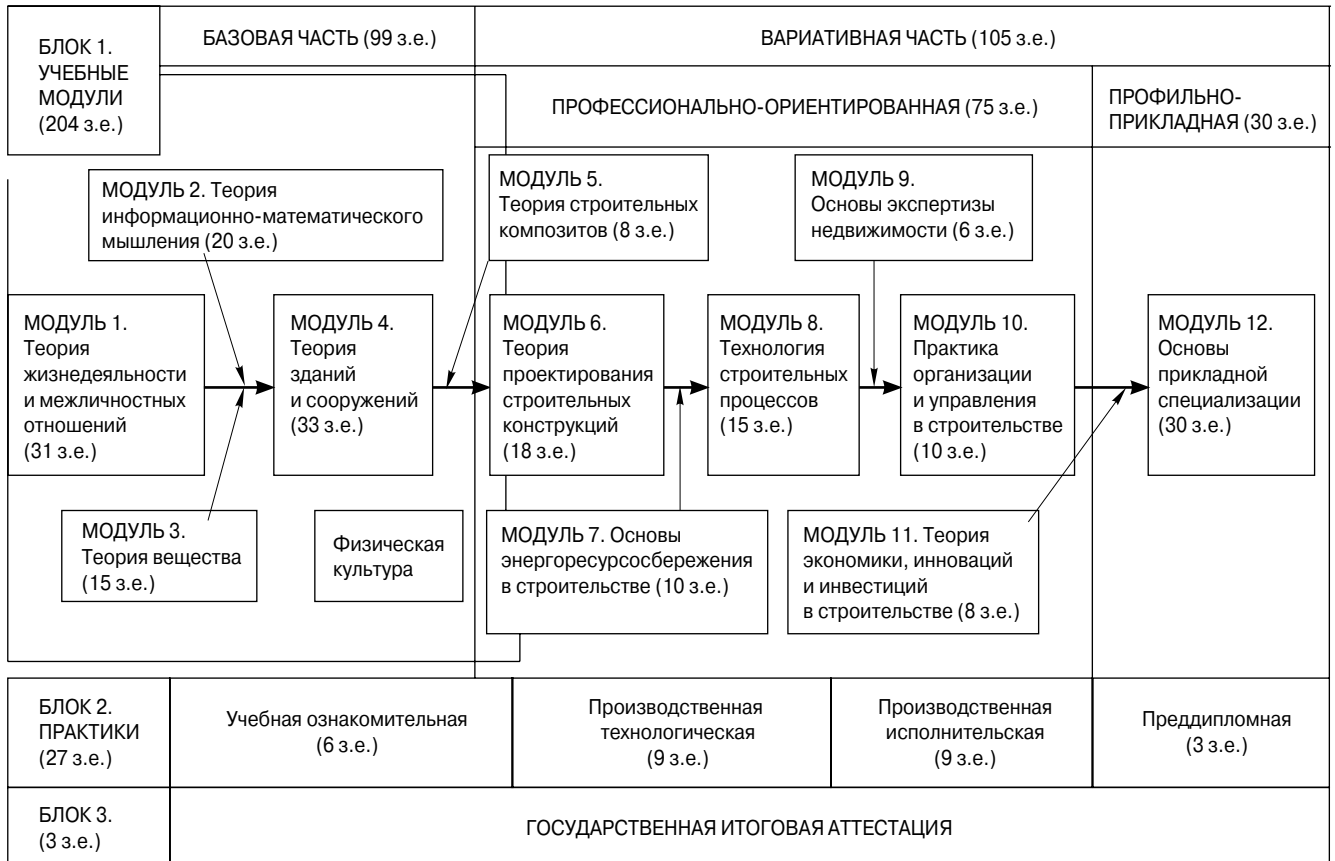 БЛОК 1.
УЧЕБНЫЕ
МОДУЛИ
(204 з.е.)
БАЗОВАЯ ЧАСТЬ (99 з.е.)
ВАРИАТИВНАЯ ЧАСТЬ (105 з.е.)
ПРОФЕССИОНАЛЬНО-ОРИЕНТИРОВАННАЯ (75 з.е.)
ПРОФИЛЬНО-
ПРИКЛАДНАЯ (30 з.е.)
МОДУЛЬ 2. Теория
информационно-математического
мышления (20 з.е.)
МОДУЛЬ 5.
Теория строительных
композитов (8 з.е.)
МОДУЛЬ 9.
Основы экспертизы
недвижимости (6 з.е.)
МОДУЛЬ 1.
Теория
жизнедеяльности
и межличностных
отношений
(31 з.е.)
МОДУЛЬ 4.
Теория
зданий
и сооружений
(33 з.е.)
МОДУЛЬ 6.
Теория
проектирования
строительных
конструкций
(18 з.е.)
МОДУЛЬ 8.
Технология
строительных
процессов
(15 з.е.)
МОДУЛЬ 10.
Практика
организации
и управления
в строительстве
(10 з.е.)
МОДУЛЬ 12.
Основы
прикладной
специализации
(30 з.е.)
МОДУЛЬ 3.
Теория вещества
(15 з.е.)
Физическая
культура
МОДУЛЬ 7. Основы
энергоресурсосбережения
в строительстве (10 з.е.)
МОДУЛЬ 11. Теория
экономики, инноваций
и инвестиций
в строительстве (8 з.е.)
БЛОК 2.
ПРАКТИКИ
(27 з.е.)
Учебная ознакомительная
(6 з.е.)
Производственная
технологическая
(9 з.е.)
Производственная
исполнительская
(9 з.е.)
Преддипломная
(3 з.е.)
БЛОК 3.
(3 з.е.)
ГОСУДАРСТВЕННАЯ ИТОГОВАЯ АТТЕСТАЦИЯ